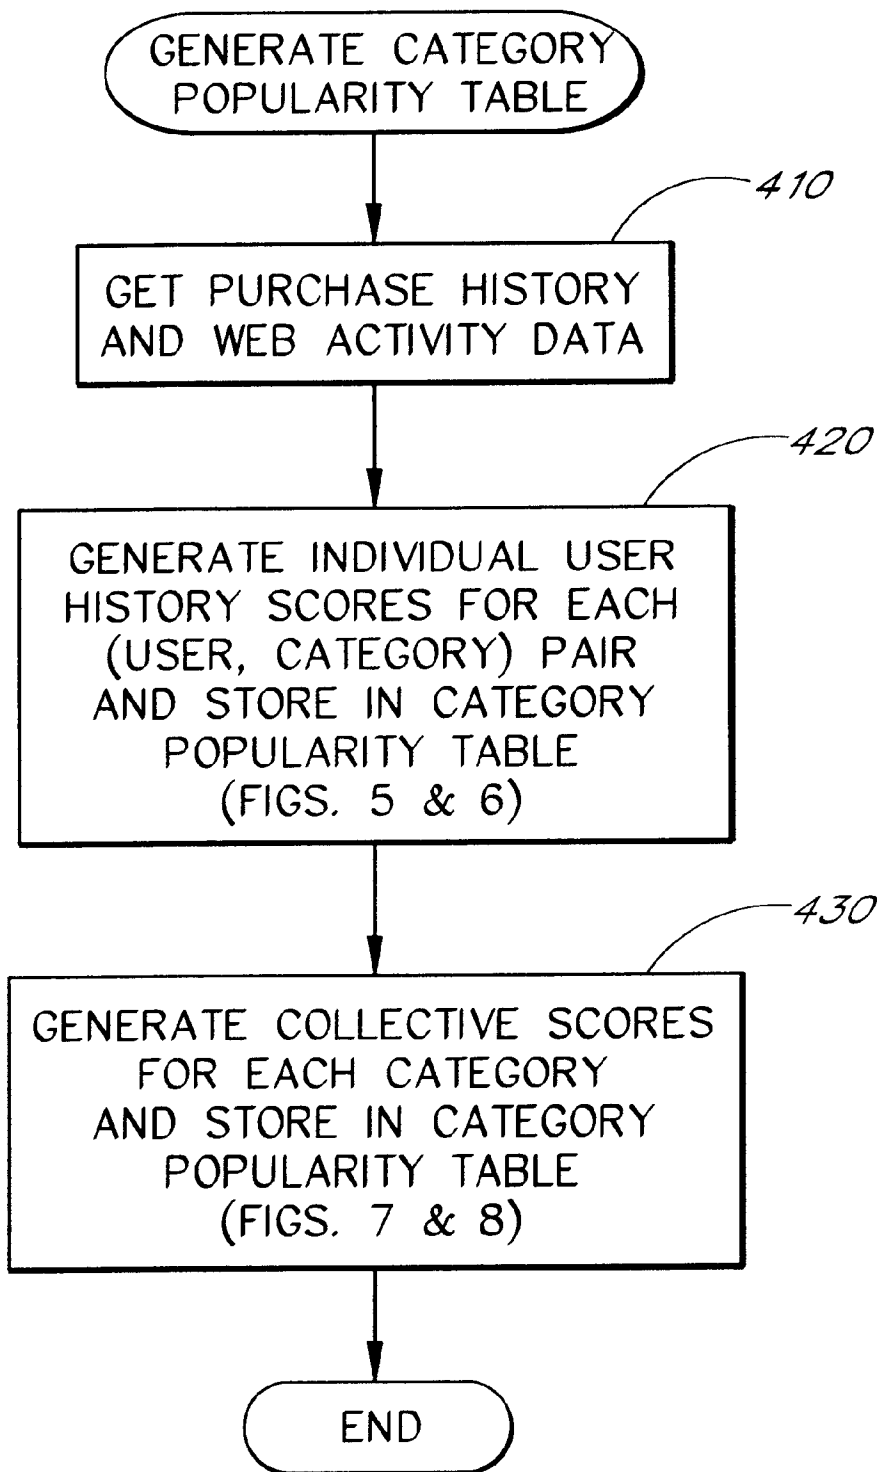 GENERATE CATEGORY
POPULARITY TABLE
410
GET PURCHASE HISTORY
AND WEB ACTIVITY DATA
420
GENERATE INDIVIDUAL USER
HISTORY SCORES FOR EACH
(USER, CATEGORY) PAIR
AND STORE IN CATEGORY
POPULARITY TABLE
(FIGS. 5 & 6)
430
GENERATE COLLECTIVE SCORES
FOR EACH CATEGORY
AND STORE IN CATEGORY
POPULARITY TABLE
(FIGS. 7 & 8)
END